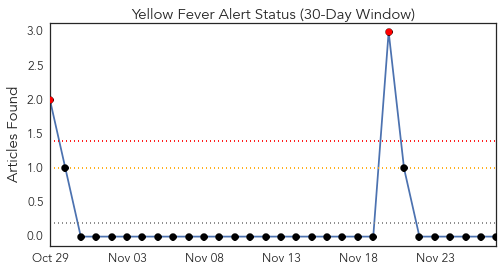 Yellow Fever Alert Status (30-Day Window)
Articles Found
3.0
2.5
2.0
1.5
1.0
0.5
0.0
Oct 29 Nov 03 Nov 08 Nov 13 Nov 18 Nov 23